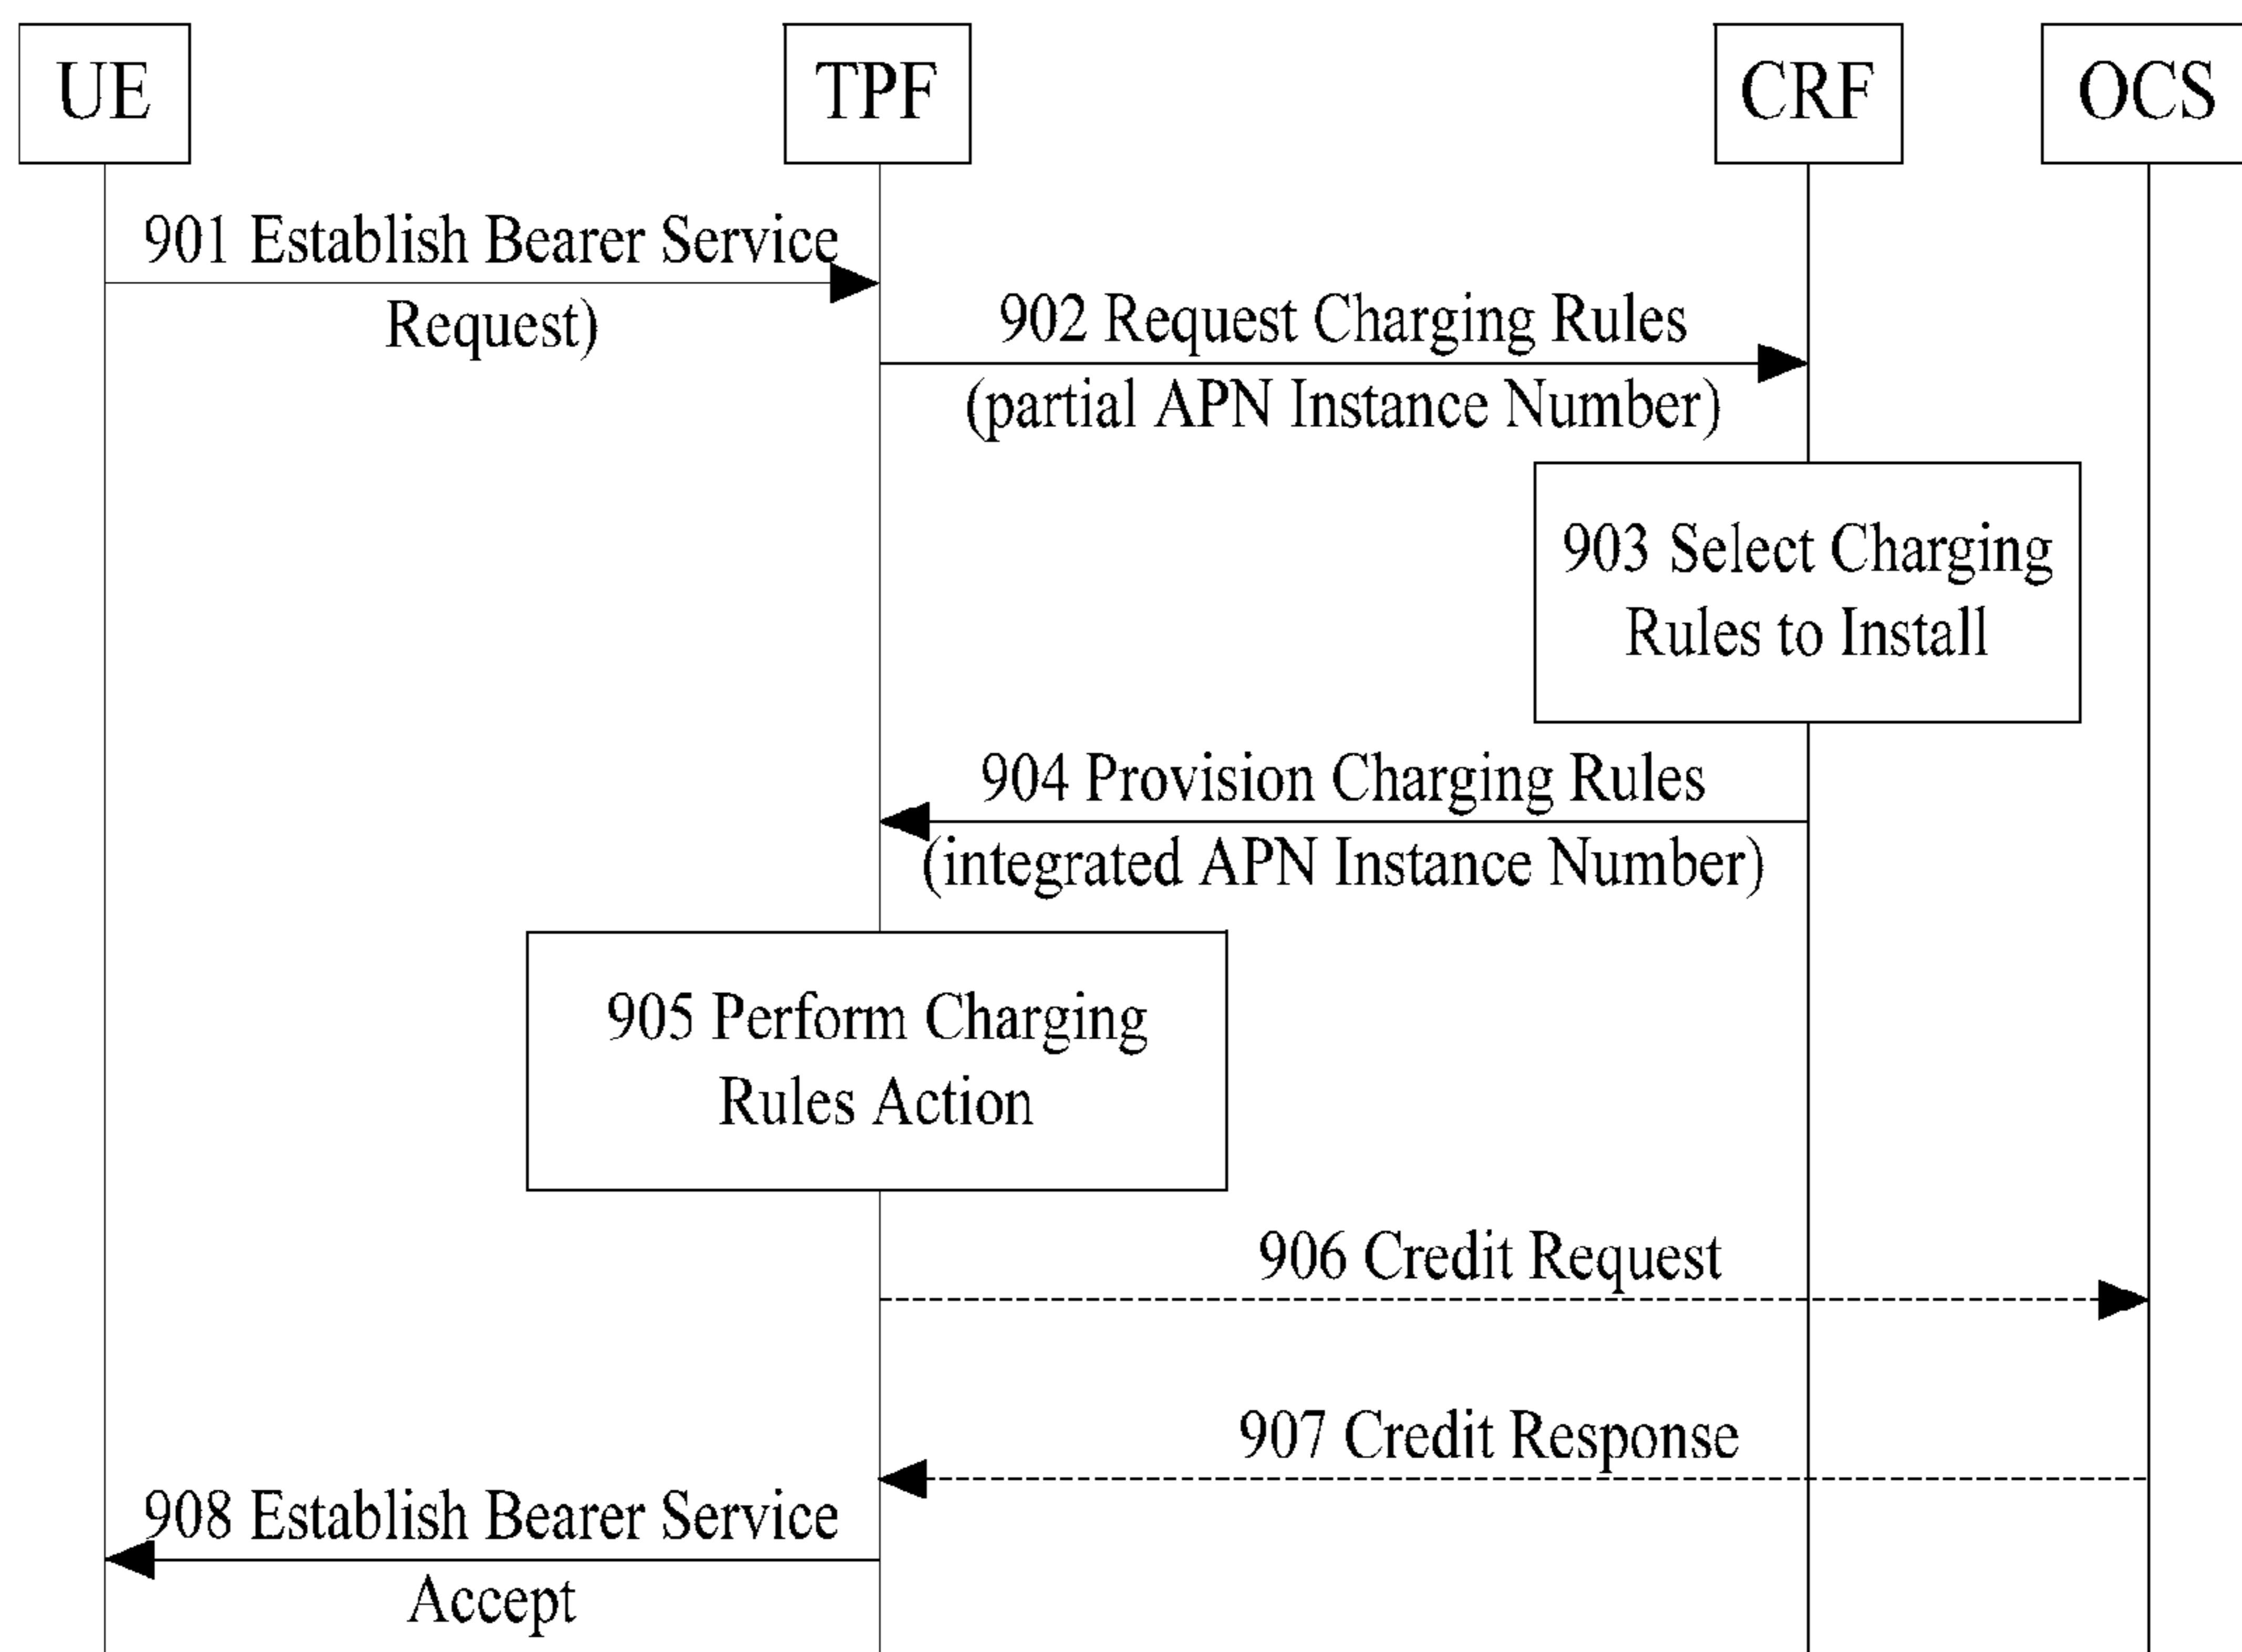 UE
TPF
CRF
OCS
901 Establish Bearer Service
Request)
902 Request Charging Rules
(partial APN Instance Number)
903 Select Charging
Rules to Install
904 Provision Charging Rules
(integrated APN Instance Number)
905 Perform Charging
Rules Action
906 Credit Request
907 Credit Response
908 Establish Bearer Service
Accept